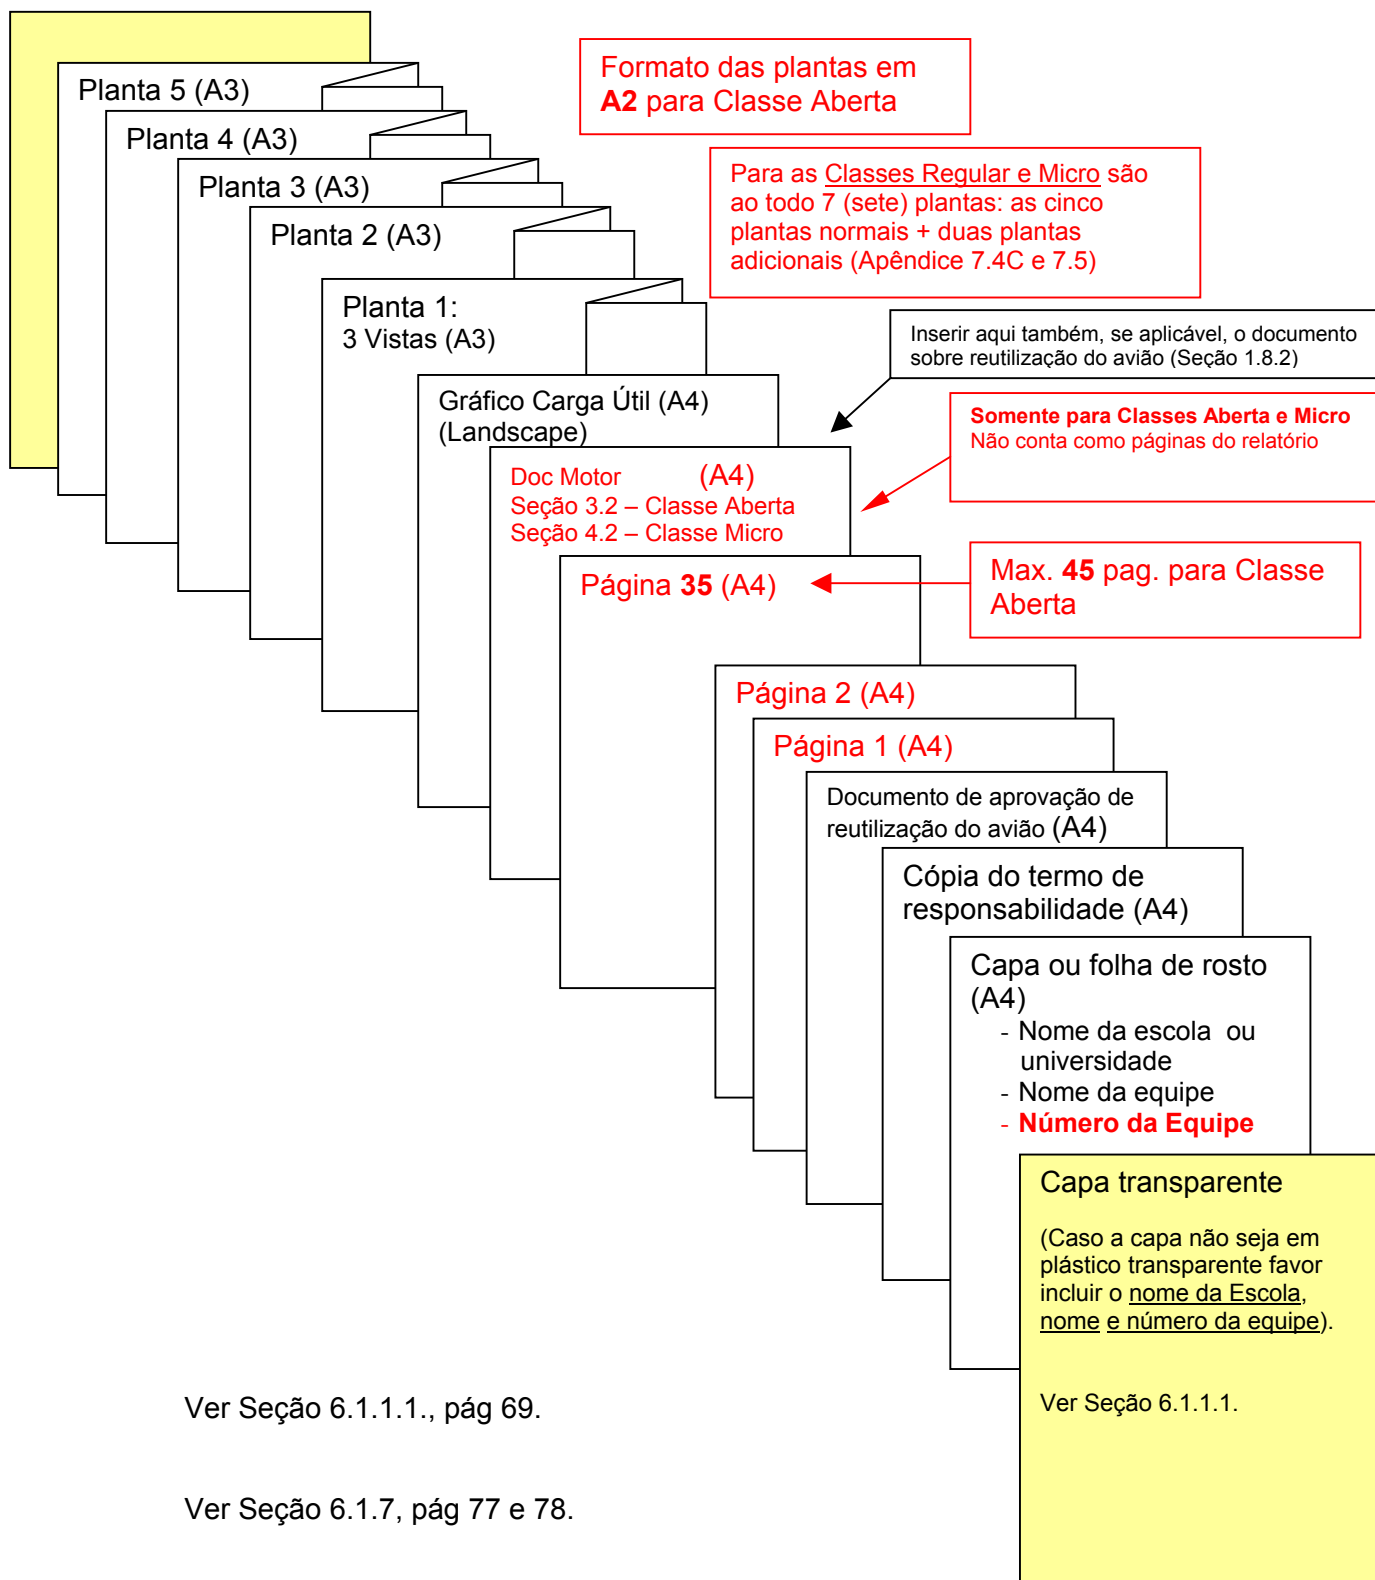 Planta 5 (A3)
Planta 4 (A3)
Planta 3 (A3)
Planta 2 (A3)
Planta 1:
3 Vistas (A3)
Formato das plantas em
A2 para Classe Aberta
Para as Classes Regular e Micro são
ao todo 7 (sete) plantas: as cinco
plantas normais + duas plantas
adicionais (Apêndice 7.4C e 7.5)
Inserir aqui também, se aplicável, o documento
sobre reutilização do avião (Seção 1.8.2)
Gráfico Carga Útil (A4)
(Landscape)
Somente para Classes Aberta e Micro
Não conta como páginas do relatório
Doc Motor (A4)
Seção 3.2 – Classe Aberta
Seção 4.2 – Classe Micro
Página 35 (A4)
Max. 45 pag. para Classe
Aberta
Página 2 (A4)
Página 1 (A4)
Documento de aprovação de
reutilização do avião (A4)
Cópia do termo de
responsabilidade (A4)
Capa ou folha de rosto
(A4)
- Nome da escola ou
universidade
- Nome da equipe
- Número da Equipe
Capa transparente
(Caso a capa não seja em
plástico transparente favor
incluir o nome da Escola,
nome e número da equipe).
Ver Seção 6.1.1.1.
Ver Seção 6.1.1.1., pág 69.
Ver Seção 6.1.7, pág 77 e 78.